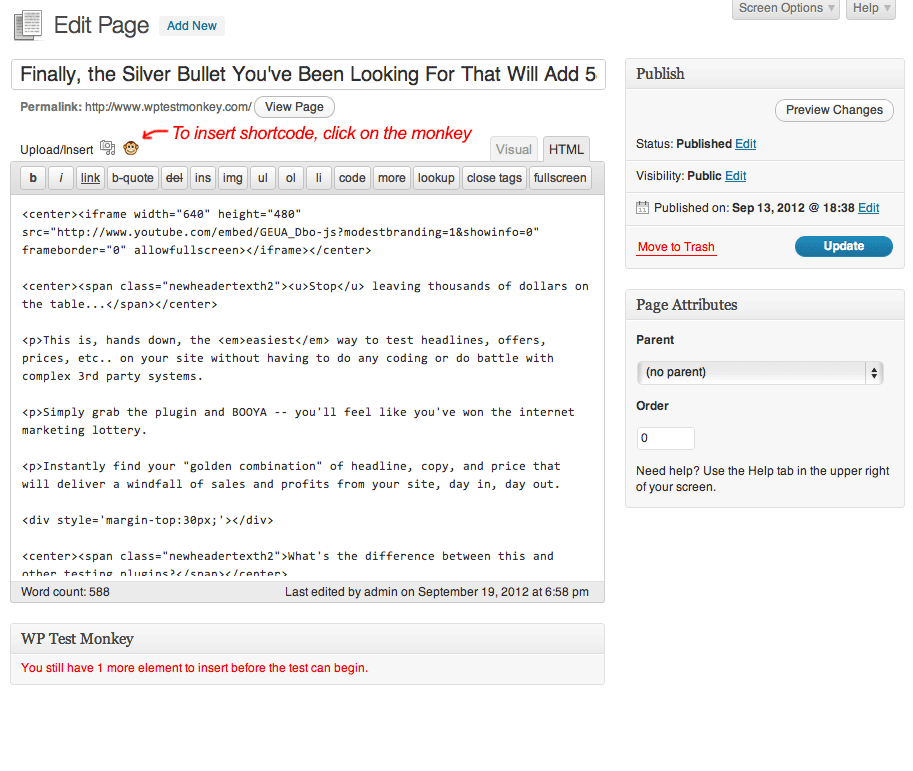 Screen Options
Help
Edit Page
Add New
Finally, the Silver Bullet You've Been Looking For That Will Add 5
Permalink: http://www.wptestmonkey.com/
View Page
To insert shortcode, click on the monkey
Upload/Insert
Visual
HTML
b
i
link
b-quote
del
ins
img
ul
ol
li
code
more
lookup
close tags
fullscreen
<center><iframe width="640" height="480"
src="http://www.youtube.com/embed/GEUA_Dbo-js?modestbranding=1&showinfo=0"
frameborder="0" allowfullscreen></iframe></center>
<center><span class="newheadertexth2"><u>Stop</u> leaving thousands of dollars on
the table...</span></center>
<p>This is, hands down, the <em>easiest</em> way to test headlines, offers,
prices, etc.. on your site without having to do any coding or do battle with
complex 3rd party systems.
<p>Simply grab the plugin and BOOYA -- you'll feel like you've won the internet
marketing lottery.
<p>Instantly find your "golden combination" of headline, copy, and price that
will deliver a windfall of sales and profits from your site, day in, day out.
<div style='margin-top:30px;'></div>
<center><span class="newheadertexth2">What's the difference between this and
other testing plugins?</span></center>
Word count: 588
Last edited by admin on September 19, 2012 at 6:58 pm
WP Test Monkey
You still have 1 more element to insert before the test can begin.
Publish
Preview Changes
Status: Published Edit
Visibility: Public Edit
Published on: Sep 13, 2012 @ 18:38 Edit
Move to Trash
Update
Page Attributes
Parent
(no parent)
Order
0
Need help? Use the Help tab in the upper right
of your screen.